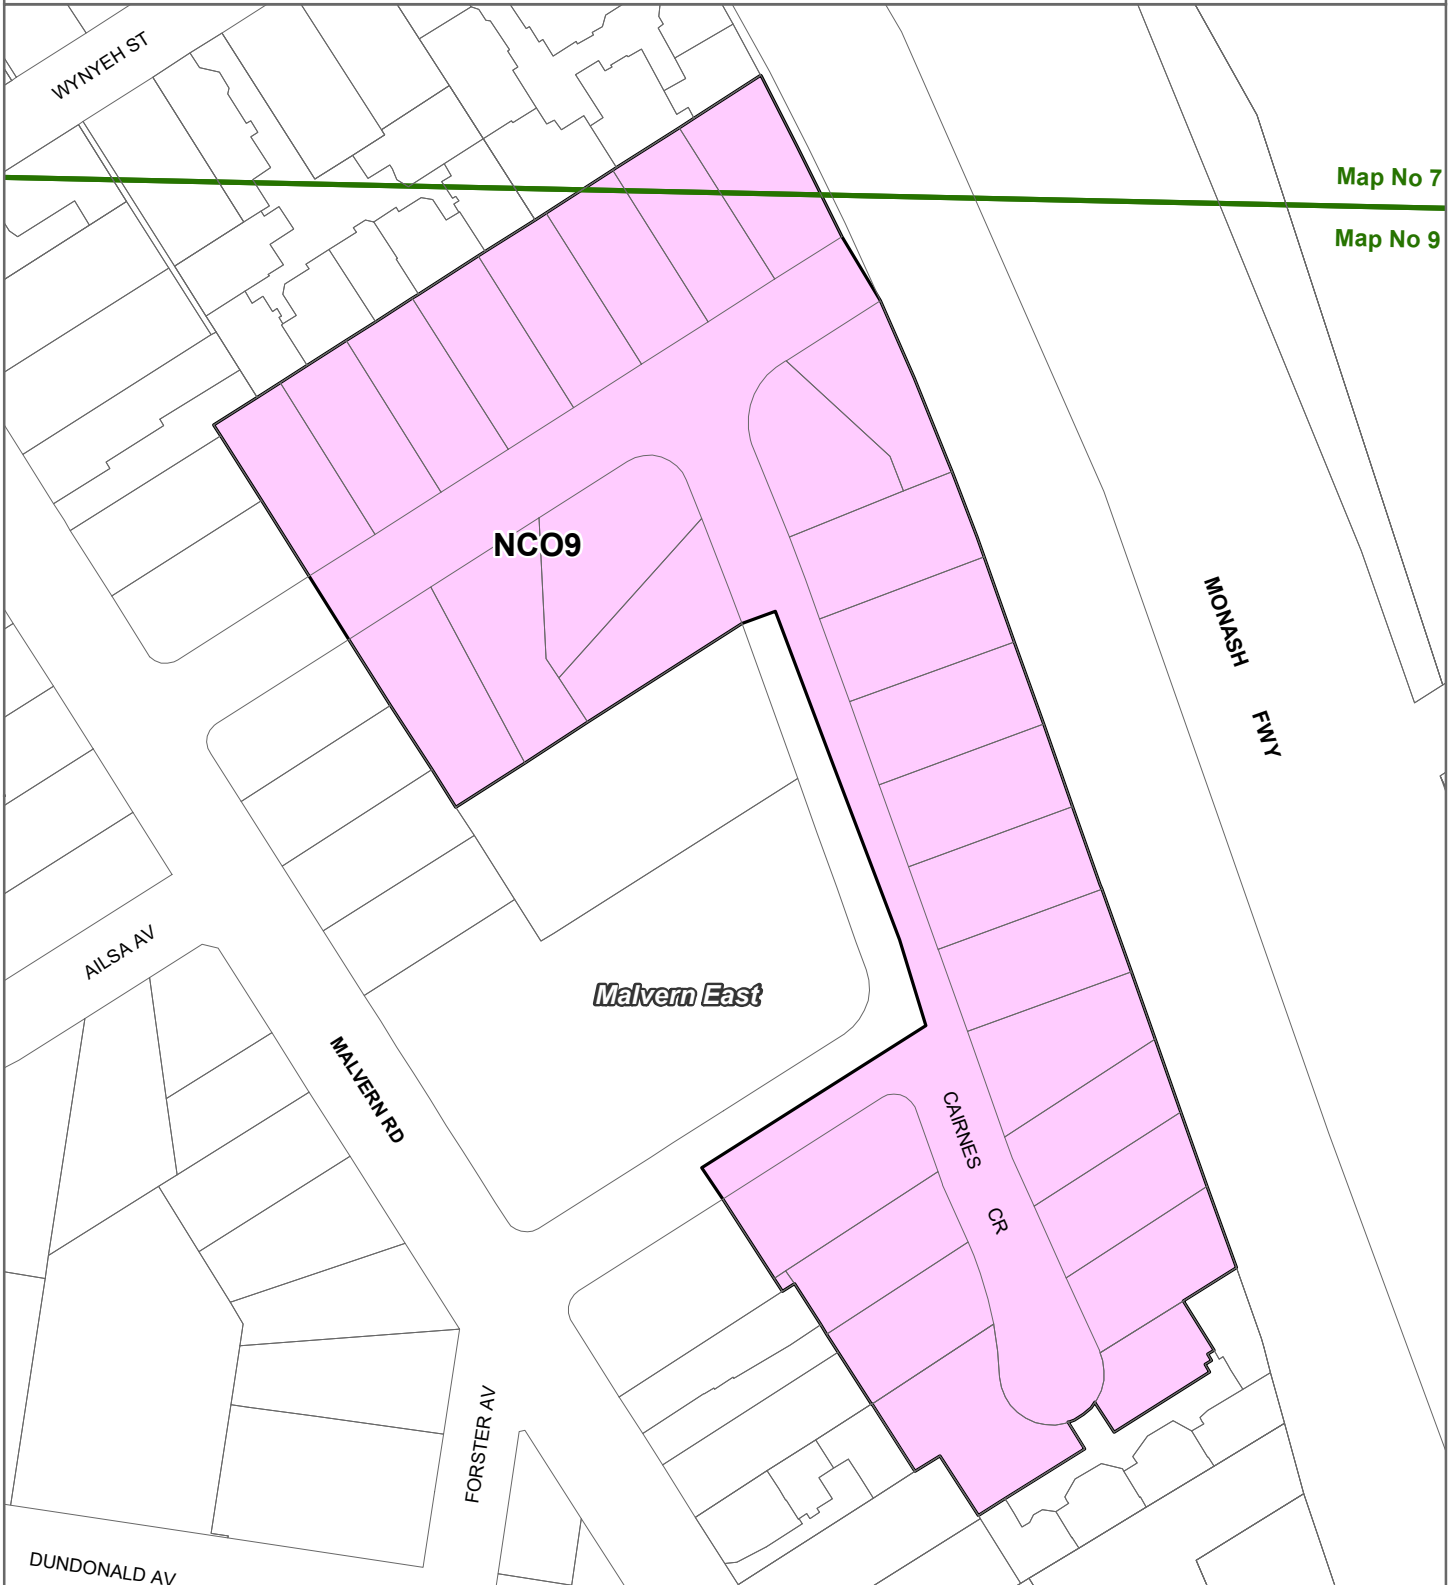 WYNYEH ST
Map No 7
Map No 9
NCO9
MONASH FWY
AILSA AV
Malvern East
MALVERN RD
CAIRNES CR
FORSTER AV
DUNDONALD AV